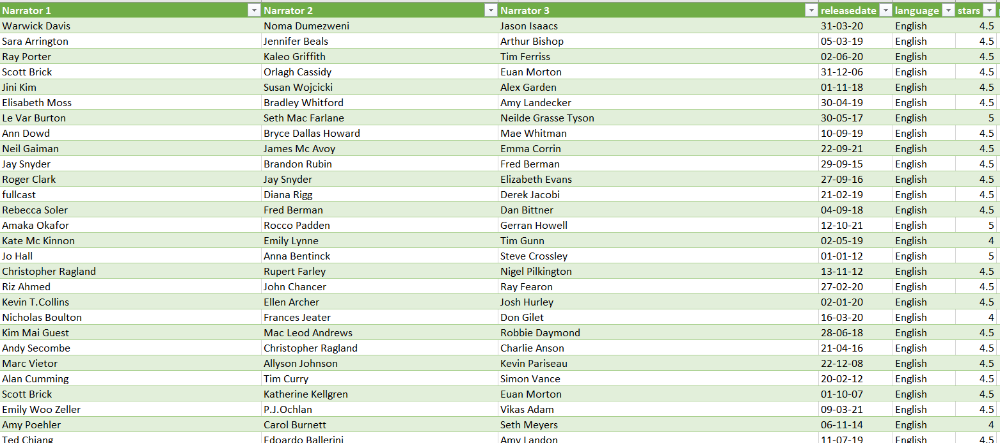 Narrator 1 Narrator 2 Narrator 3 releasedate language stars
Warwick Davis Noma Dumezweni Jason Isaacs 31-03-20 English 4.5
Sara Arrington Jennifer Beals Arthur Bishop 05-03-19 English 4.5
Ray Porter Kaleo Griffith Tim Ferriss 02-06-20 English 4.5
Scott Brick Orlagh Cassidy Euan Morton 31-12-06 English 4.5
Jini Kim Susan Wojcicki Alex Garden 01-11-18 English 4.5
Elisabeth Moss Bradley Whitford Amy Landecker 30-04-19 English 4.5
Le Var Burton Seth Mac Farlane Neilde Grasse Tyson 30-05-17 English 5
Ann Dowd Bryce Dallas Howard Mae Whitman 10-09-19 English 4.5
Neil Gaiman James Mc Avoy Emma Corrin 22-09-21 English 4.5
Jay Snyder Brandon Rubin Fred Berman 29-09-15 English 4.5
Roger Clark Jay Snyder Elizabeth Evans 27-09-16 English 4.5
fullcast Diana Rigg Derek Jacobi 21-02-19 English 4.5
Rebecca Soler Fred Berman Dan Bittner 04-09-18 English 4.5
Amaka Okafor Rocco Padden Gerran Howell 12-10-21 English 5
Kate Mc Kinnon Emily Lynne Tim Gunn 02-05-19 English 4
Jo Hall Anna Bentinck Steve Crossley 01-01-12 English 5
Christopher Ragland Rupert Farley Nigel Pilkington 13-11-12 English 4.5
Riz Ahmed John Chancer Ray Fearon 27-02-20 English 4.5
Kevin T.Collins Ellen Archer Josh Hurley 02-01-20 English 4.5
Nicholas Boulton Frances Jeater Don Gilet 16-03-20 English 4
Kim Mai Guest Mac Leod Andrews Robbie Daymond 28-06-18 English 4.5
Andy Secombe Christopher Ragland Charlie Anson 21-04-16 English 4.5
Marc Vietor Allyson Johnson Kevin Pariseau 22-12-08 English 4.5
Alan Cumming Tim Curry Simon Vance 20-02-12 English 4.5
Scott Brick Katherine Kellgren Euan Morton 01-10-07 English 4.5
Emily Woo Zeller P.J.Ochlan Vikas Adam 09-03-21 English 4.5
Amy Poehler Carol Burnett Seth Meyers 06-11-14 English 4
Ted Chiang Edoardo Ballerini Amy Landon 11-07-19 English 4.5